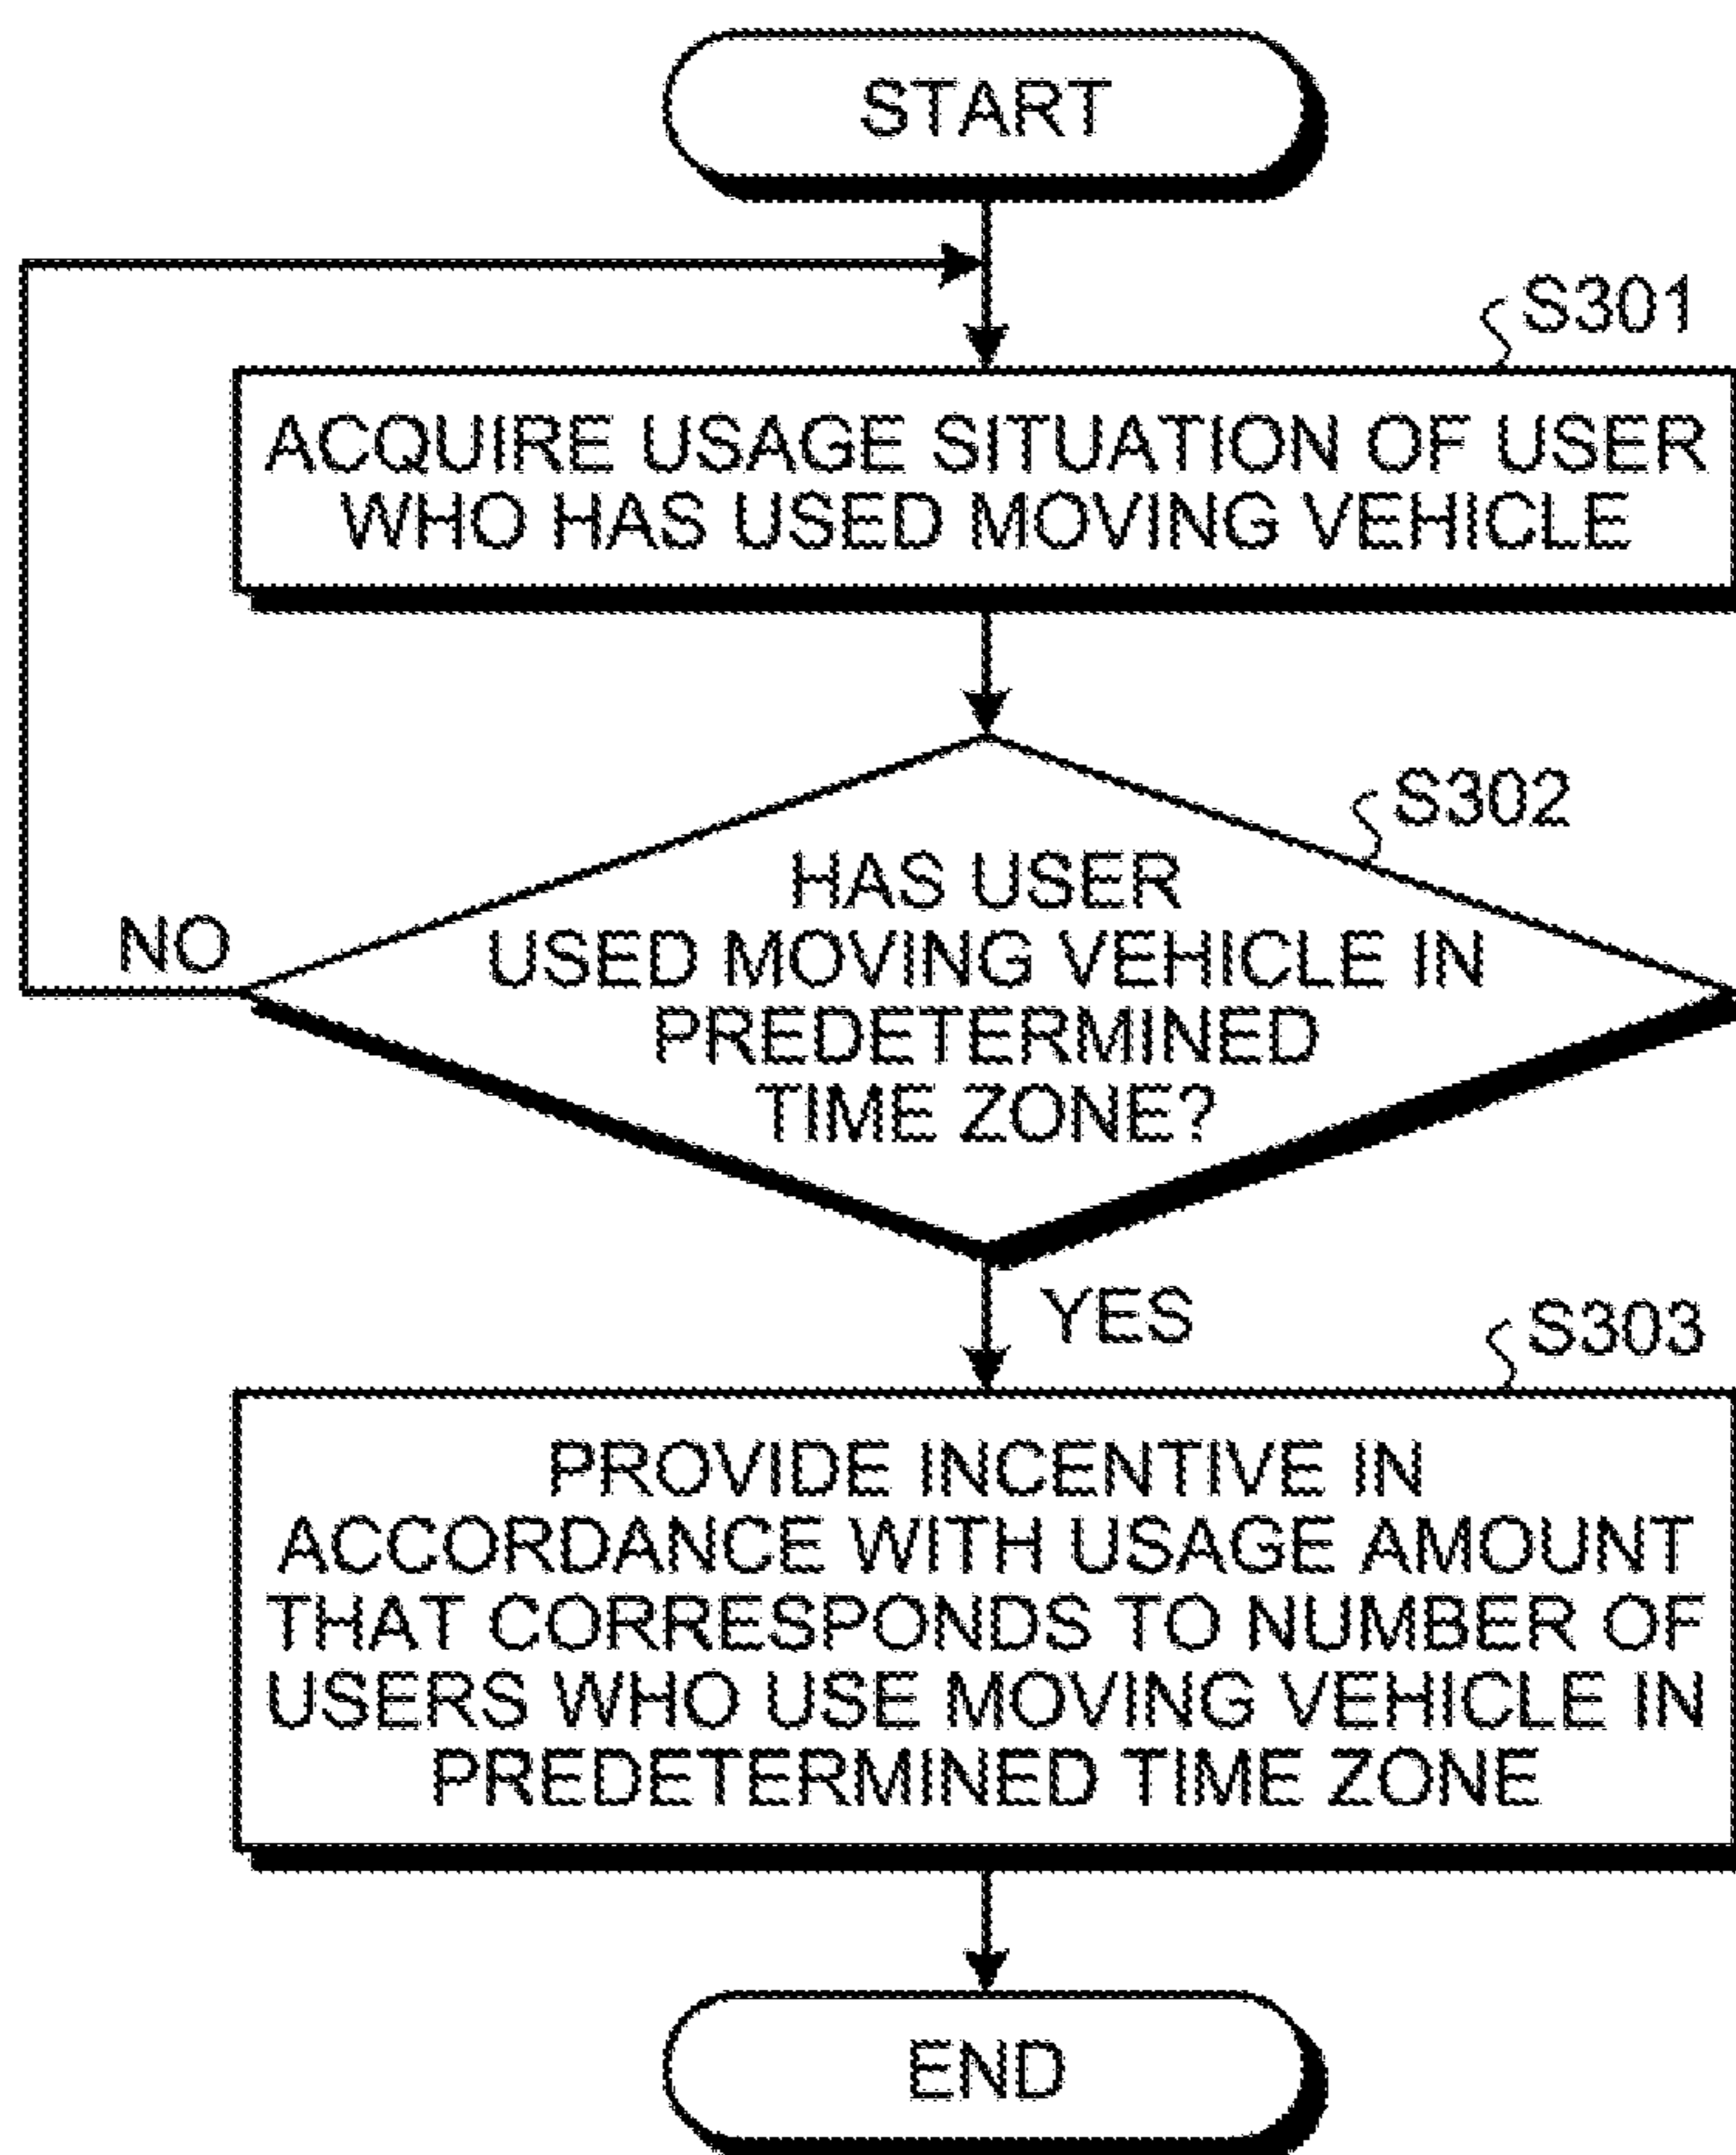 START
S301
ACQUIRE USAGE SITUATION OF USER
WHO HAS USED MOVING VEHICLE
S302
HAS USER
USED MOVING VEHICLE IN
PREDETERMINED
TIME ZONE?
NO
YES
S303
PROVIDE INCENTIVE IN
ACCORDANCE WITH USAGE AMOUNT
THAT CORRESPONDS TO NUMBER OF
USERS WHO USE MOVING VEHICLE IN
PREDETERMINED TIME ZONE
END